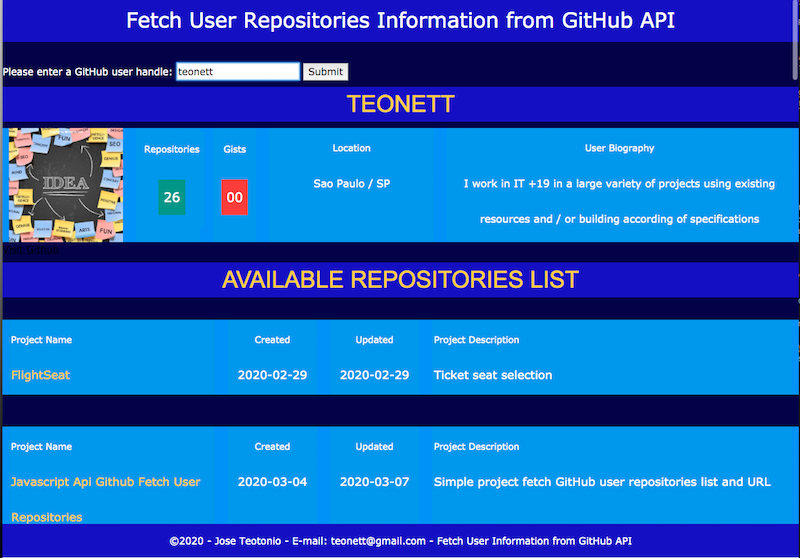 Fetch User Repositories Information from GitHub API
Please enter a GitHub user handle: teonett Submit
TEONETT
Repositories Gists Location User Biography
IDEA
FUN
SEO
FUN
26 00 Sao Paulo / SP I work in IT +19 in a large variety of projects using existing
resources and / or building according of specifications
AVAILABLE REPOSITORIES LIST
Project Name Created Updated Project Description
FlightSeat 2020-02-29 2020-02-29 Ticket seat selection
Project Name Created Updated Project Description
Javascript Api Github Fetch User 2020-03-04 2020-03-07 Simple project fetch GitHub user repositories list and URL
Repositories
©2020 - Jose Teotonio - E-mail: teonett@gmail.com - Fetch User Information from GitHub API